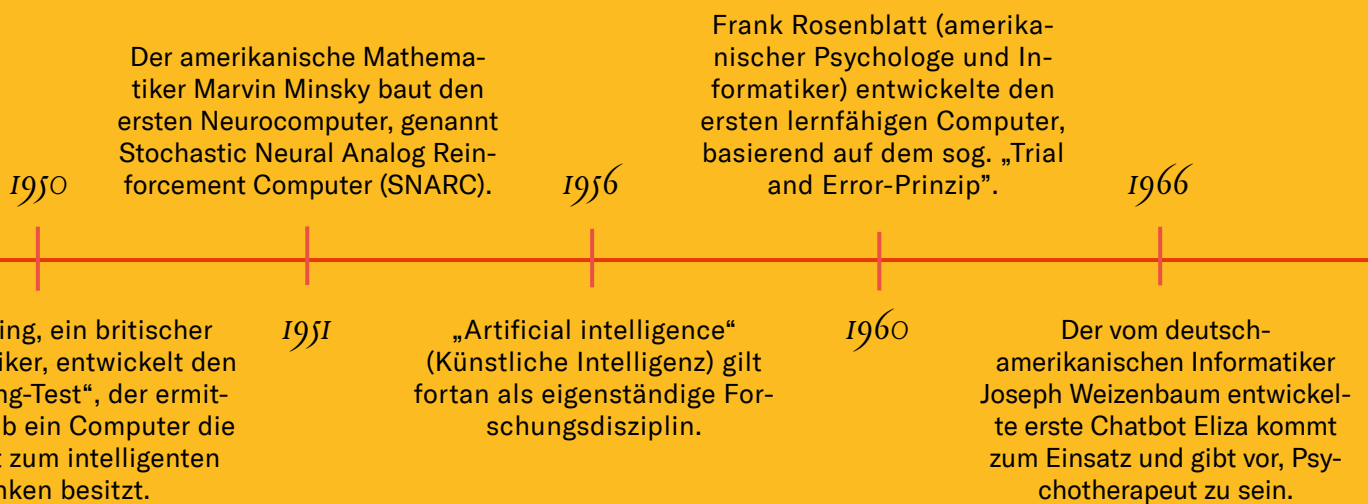 1950
Der amerikanische Mathema-
tiker Marvin Minsky baut den
ersten Neurocomputer, genannt
Stochastic Neural Analog Rein-
forcement Computer (SNARC).
1956
Frank Rosenblatt (amerika-
nischer Psychologe und In-
formatiker) entwickelte den
ersten lernfähigen Computer,
basierend auf dem sog. „Trial
and Error-Prinzip”.
1966
ing, ein britischer
iker, entwickelt den
ng-Test“, der ermit-
b ein Computer die
zum intelligenten
nken besitzt.
1951
„Artificial intelligence“
(Künstliche Intelligenz) gilt
fortan als eigenständige For-
schungsdisziplin.
1960
Der vom deutsch-
amerikanischen Informatiker
Joseph Weizenbaum entwickel-
te erste Chatbot Eliza kommt
zum Einsatz und gibt vor, Psy-
chotherapeut zu sein.